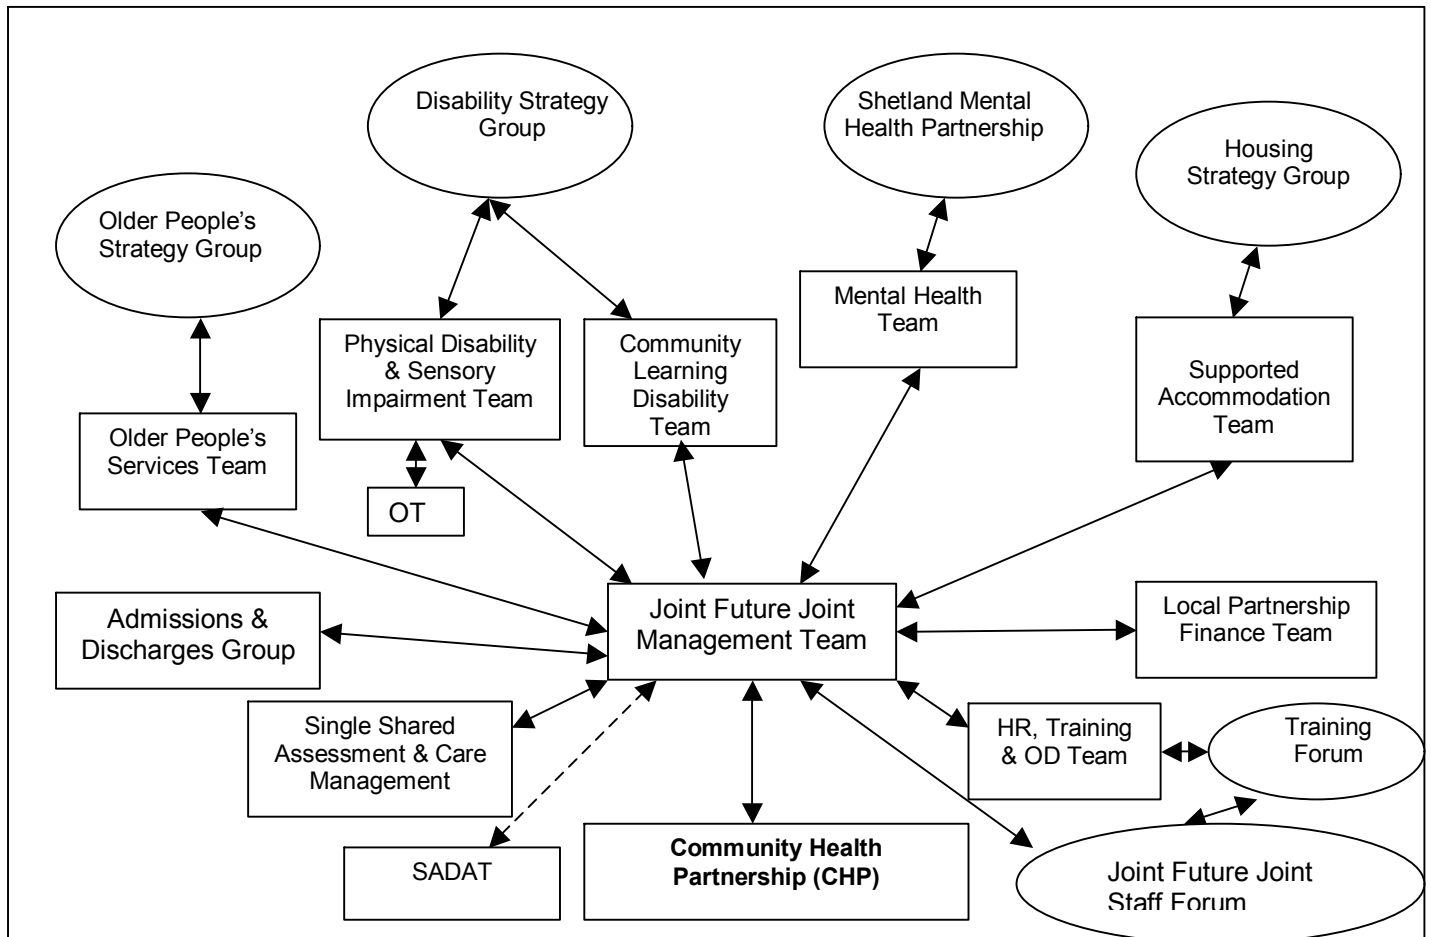 Disability Strategy
Group
Shetland Mental
Health Partnership
Housing
Strategy Group
Older People’s
Strategy Group
Mental Health
Team
Physical Disability
& Sensory
Impairment Team
Community
Learning
Disability
Team
Supported
Accommodation
Team
Older People’s
Services Team
OT
Admissions &
Discharges Group
Joint Future Joint
Management Team
Local Partnership
Finance Team
Single Shared
Assessment & Care
Management
HR, Training
& OD Team
Training
Forum
SADAT
Community Health
Partnership (CHP)
Joint Future Joint
Staff Forum